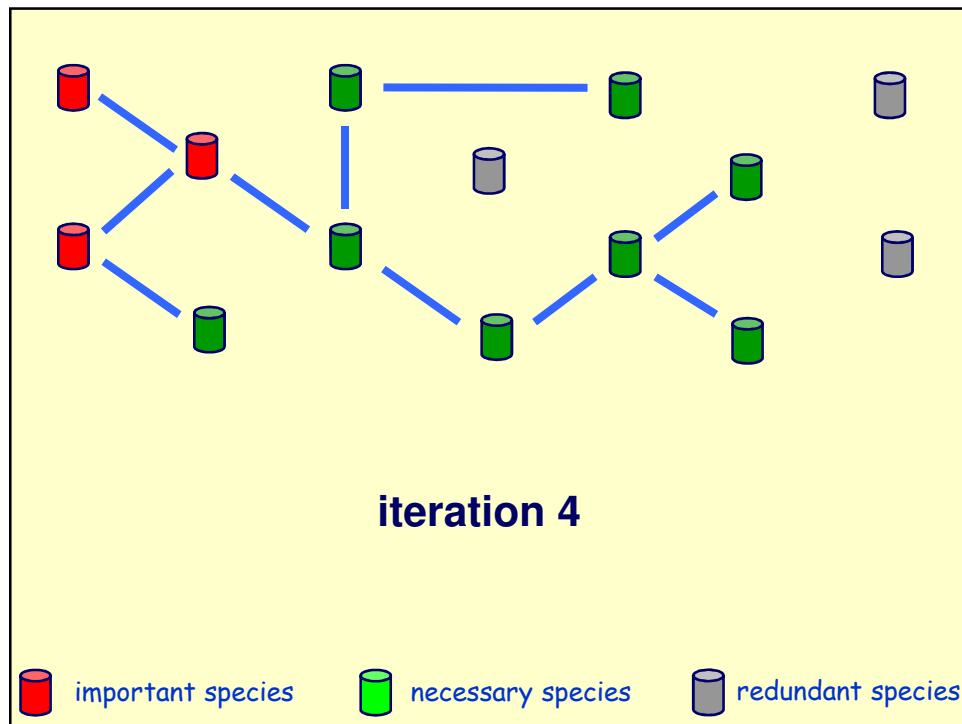 iteration 4
important species
necessary species
redundant species